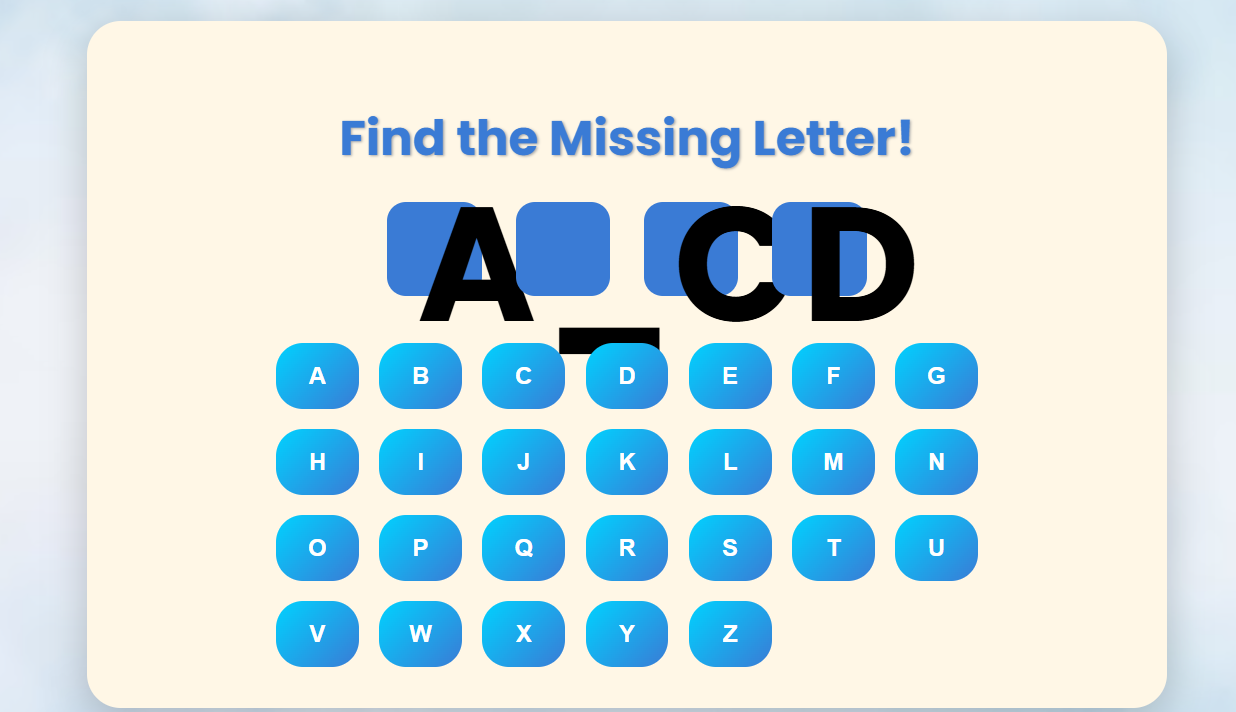 Find the Missing Letter!
A_CD
A B C D E F G
H I J K L M N
O P Q R S T U
V W X Y Z